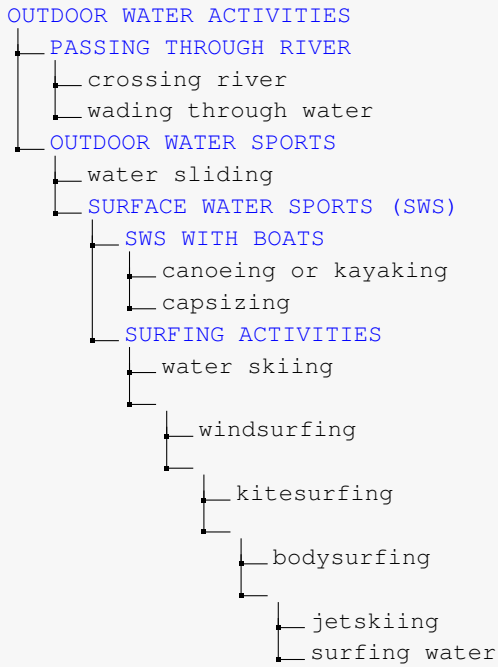 OUTDOOR WATER ACTIVITIES
PASSING THROUGH RIVER
crossing river
wading through water
OUTDOOR WATER SPORTS
water sliding
SURFACE WATER SPORTS (SWS)
SWS WITH BOATS
canoeing or kayaking
capsizing
SURFING ACTIVITIES
water skiing
windsurfing
kitesurfing
bodysurfing
jetskiing
surfing water